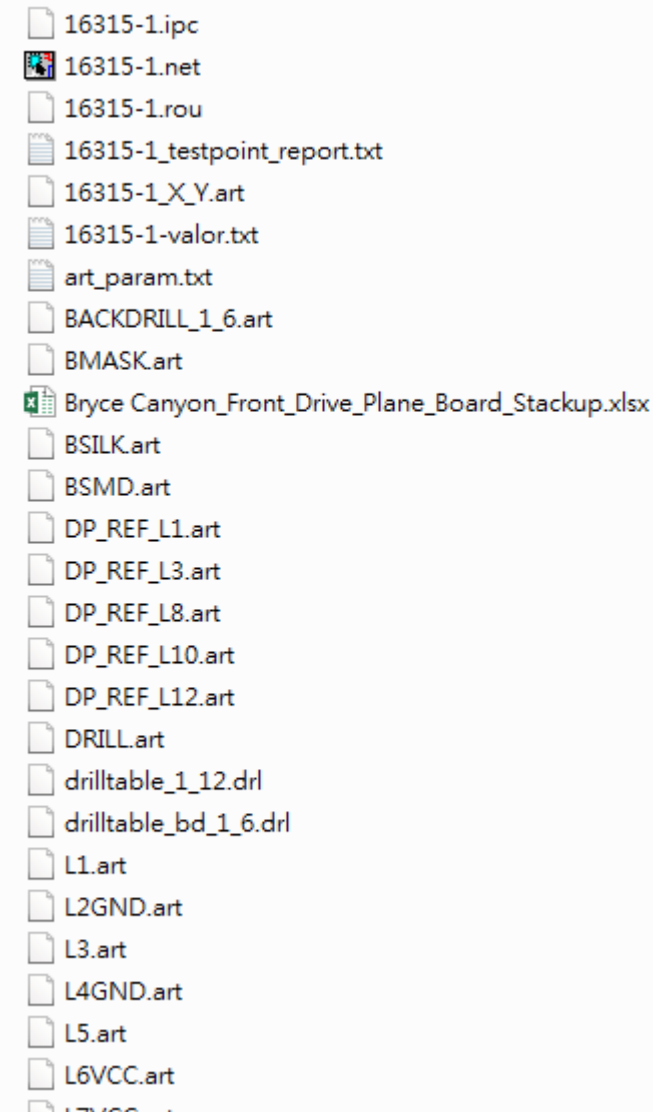 16315-1.ipc
16315-1.net
16315-1.rou
16315-1_testpoint_report.txt
16315-1_X_Y.art
16315-1-valor.txt
art_param.txt
BACKDRILL_1_6.art
BMASK.art
Bryce Canyon_Front_Drive_Plane_Board_Stackup.xlsx
BSILK.art
BSMD.art
DP_REF_L1.art
DP_REF_L3.art
DP_REF_L8.art
DP_REF_L10.art
DP_REF_L12.art
DRILL.art
drilltable_1_12.drl
drilltable_bd_1_6.drl
L1.art
L2GND.art
L3.art
L4GND.art
L5.art
L6VCC.art